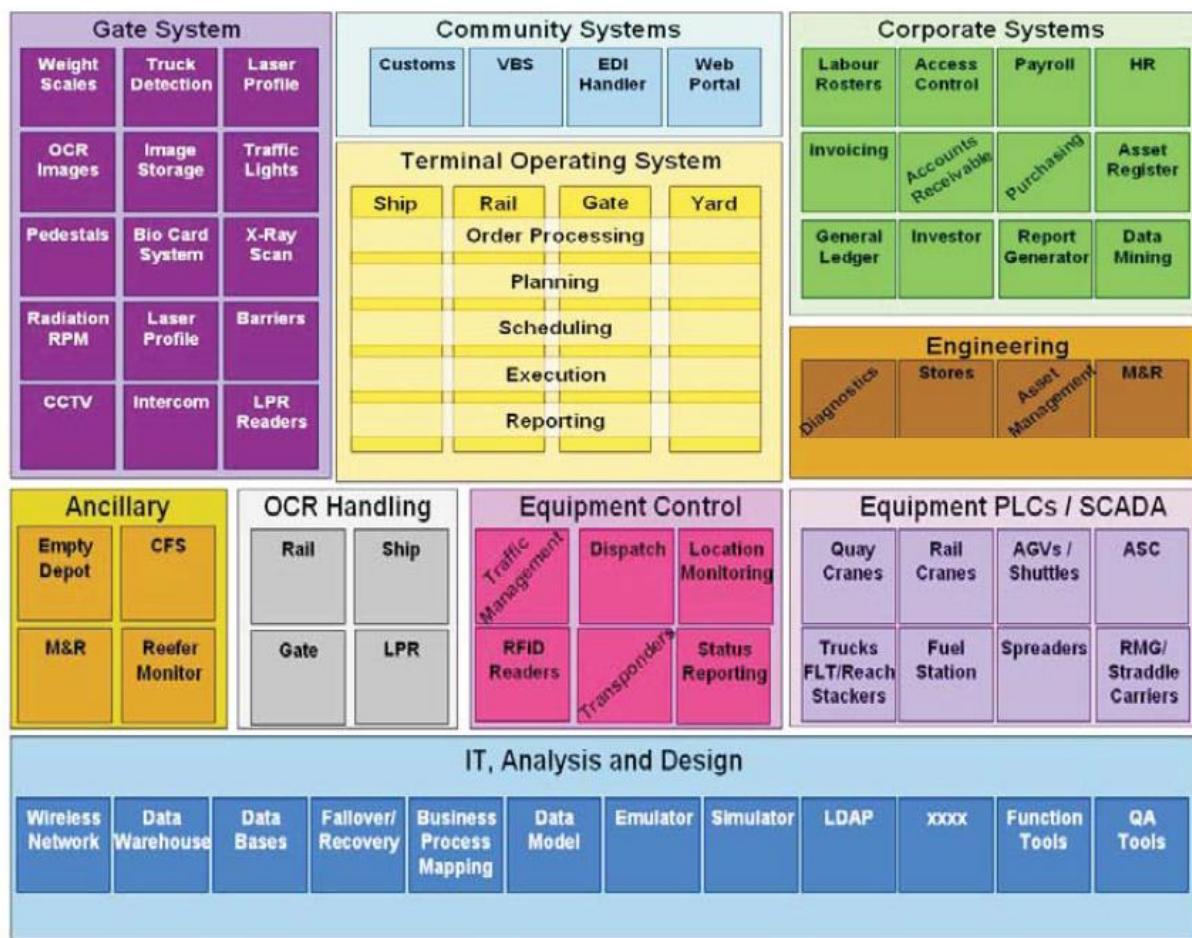 Gate System
Weight
Scales
Truck
Detection
Laser
Profile
OCR
Images
Image
Storage
Traffic
Lights
Pedestals
Bio Card
System
X-Ray
Scan
Radiation
RPM
Laser
Profile
Barriers
CCTV
Intercom
LPR
Readers
Community Systems
Customs
VBS
EDI
Handler
Web
Portal
Terminal Operating System
Ship
Rail
Gate
Yard
Order Processing
Planning
Scheduling
Execution
Reporting
Corporate Systems
Labour
Rosters
Access
Control
Payroll
HR
Invoicing
Accounts
Receivable
Purchasing
Asset
Register
General
Ledger
Investor
Report
Generator
Data
Mining
Engineering
Diagnostics
Stores
Asset
Management
M&R
Ancillary
Empty
Depot
CFS
M&R
Reefer
Monitor
OCR Handling
Rail
Ship
Gate
LPR
Equipment Control
Traffic
Management
Dispatch
Location
Monitoring
RFID
Readers
Transponders
Status
Reporting
Equipment PLCs / SCADA
Quay
Cranes
Rail
Cranes
AGVs /
Shuttles
ASC
Trucks
FLT/Reach
Stackers
Fuel
Station
Spreaders
RMG/
Straddle
Carriers
IT, Analysis and Design
Wireless
Network
Data
Warehouse
Data
Bases
Failover/
Recovery
Business
Process
Mapping
Data
Model
Emulator
Simulator
LDAP
xxxx
Function
Tools
QA
Tools